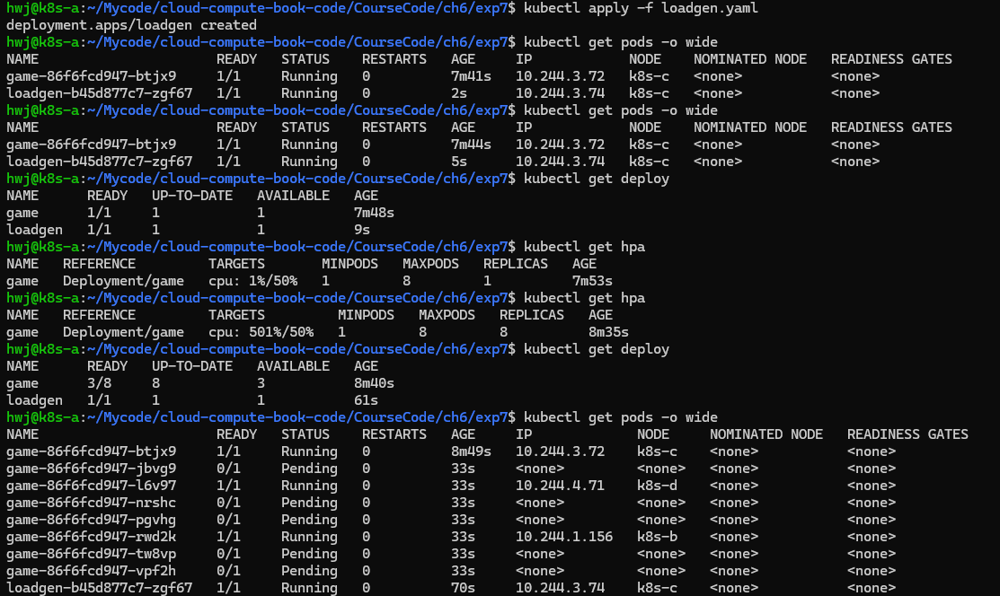 hwj@k8s-a:~/Mycode/cloud-compute-book-code/CourseCode/ch6/exp7$ kubectl apply -f loadgen.yaml
deployment.apps/loadgen created
hwj@k8s-a:~/Mycode/cloud-compute-book-code/CourseCode/ch6/exp7$ kubectl get pods -o wide
NAME                      READY   STATUS    RESTARTS   AGE     IP            NODE    NOMINATED NODE   READINESS GATES
game-86f6fcd947-btjx9     1/1     Running   0          7m41s   10.244.3.72   k8s-c   <none>           <none>
loadgen-b45d877c7-zgf67   1/1     Running   0          2s      10.244.3.74   k8s-c   <none>           <none>
hwj@k8s-a:~/Mycode/cloud-compute-book-code/CourseCode/ch6/exp7$ kubectl get pods -o wide
NAME                      READY   STATUS    RESTARTS   AGE     IP            NODE    NOMINATED NODE   READINESS GATES
game-86f6fcd947-btjx9     1/1     Running   0          7m44s   10.244.3.72   k8s-c   <none>           <none>
loadgen-b45d877c7-zgf67   1/1     Running   0          5s      10.244.3.74   k8s-c   <none>           <none>
hwj@k8s-a:~/Mycode/cloud-compute-book-code/CourseCode/ch6/exp7$ kubectl get deploy
NAME      READY   UP-TO-DATE   AVAILABLE   AGE
game      1/1     1            1           7m48s
loadgen   1/1     1            1           9s
hwj@k8s-a:~/Mycode/cloud-compute-book-code/CourseCode/ch6/exp7$ kubectl get hpa
NAME   REFERENCE         TARGETS       MINPODS   MAXPODS   REPLICAS   AGE
game   Deployment/game   cpu: 1%/50%   1         8         1          7m53s
hwj@k8s-a:~/Mycode/cloud-compute-book-code/CourseCode/ch6/exp7$ kubectl get hpa
NAME   REFERENCE         TARGETS         MINPODS   MAXPODS   REPLICAS   AGE
game   Deployment/game   cpu: 501%/50%   1         8         8          8m35s
hwj@k8s-a:~/Mycode/cloud-compute-book-code/CourseCode/ch6/exp7$ kubectl get deploy
NAME      READY   UP-TO-DATE   AVAILABLE   AGE
game      3/8     8            3           8m40s
loadgen   1/1     1            1           61s
hwj@k8s-a:~/Mycode/cloud-compute-book-code/CourseCode/ch6/exp7$ kubectl get pods -o wide
NAME                      READY   STATUS    RESTARTS   AGE     IP             NODE     NOMINATED NODE   READINESS GATES
game-86f6fcd947-btjx9     1/1     Running   0          8m49s   10.244.3.72    k8s-c    <none>           <none>
game-86f6fcd947-jbvg9     0/1     Pending   0          33s     <none>         <none>   <none>           <none>
game-86f6fcd947-l6v97     1/1     Running   0          33s     10.244.4.71    k8s-d    <none>           <none>
game-86f6fcd947-nrshc     0/1     Pending   0          33s     <none>         <none>   <none>           <none>
game-86f6fcd947-pgvhg     0/1     Pending   0          33s     <none>         <none>   <none>           <none>
game-86f6fcd947-rwd2k     1/1     Running   0          33s     10.244.1.156   k8s-b    <none>           <none>
game-86f6fcd947-tw8vp     0/1     Pending   0          33s     <none>         <none>   <none>           <none>
game-86f6fcd947-vpf2h     0/1     Pending   0          33s     <none>         <none>   <none>           <none>
loadgen-b45d877c7-zgf67   1/1     Running   0          70s     10.244.3.74    k8s-c    <none>           <none>